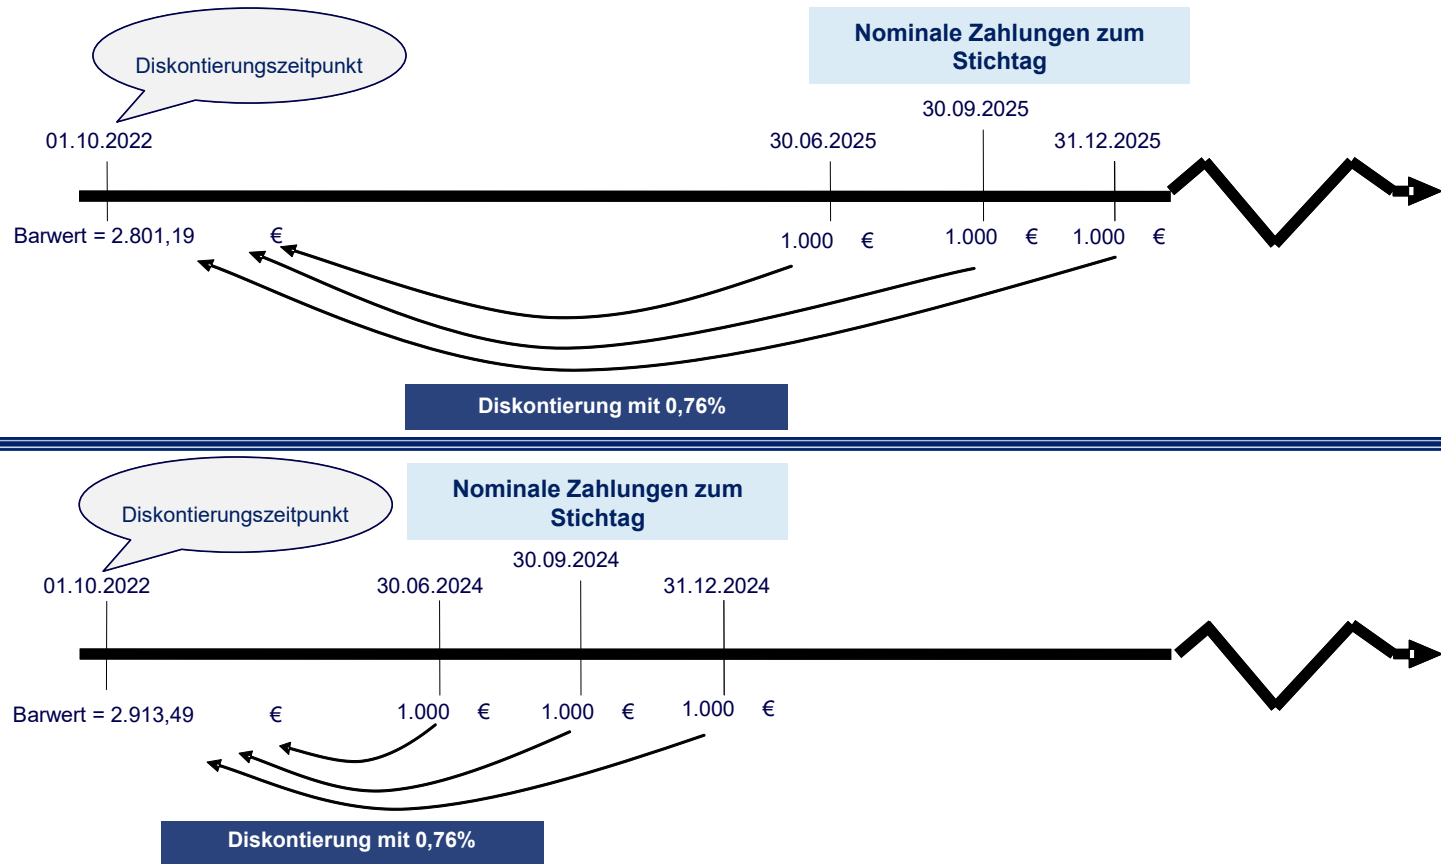 Diskontierungszeitpunkt
Nominale Zahlungen zum
Stichtag
30.09.2025
01.10.2022 30.06.2025 31.12.2025
Barwert = 2.801,19 € 1.000 € 1.000 € 1.000 €
Diskontierung mit 0,76%
Nominale Zahlungen zum
Stichtag
Diskontierungszeitpunkt
30.09.2024
01.10.2022 30.06.2024 31.12.2024
Barwert = 2.913,49 € 1.000 € 1.000 € 1.000 €
Diskontierung mit 0,76%